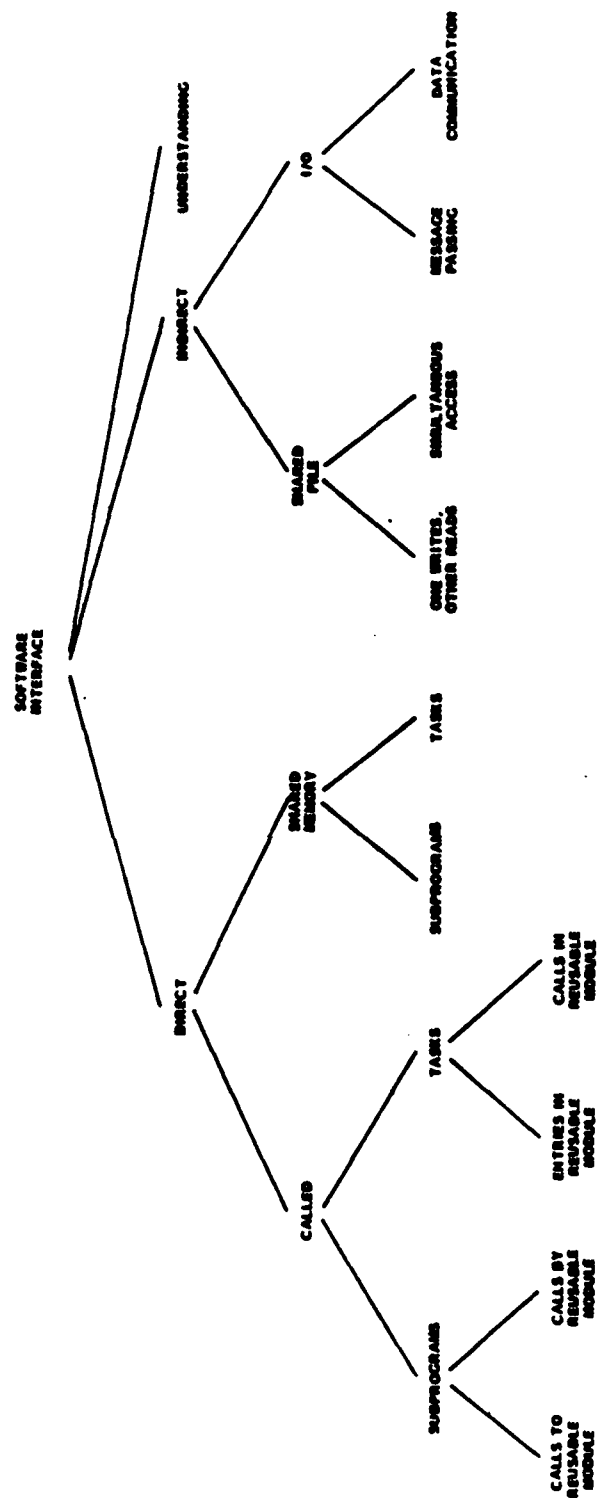 SOFTWARE
INTERFACE
DIRECT
INDIRECT
UNDERSTANDING
CALLED
SHARED
MEMORY
SHARED
FILE
I/O
SUBPROGRAMS
TASKS
SUBPROGRAMS
TASKS
ONE WRITES,
OTHER READS
SIMULTANEOUS
ACCESS
MESSAGE
PASSING
DATA
COMMUNICATION
CALLS TO
REUSABLE
MODULE
CALLS BY
REUSABLE
MODULE
ENTRIES IN
REUSABLE
MODULE
CALLS IN
REUSABLE
MODULE